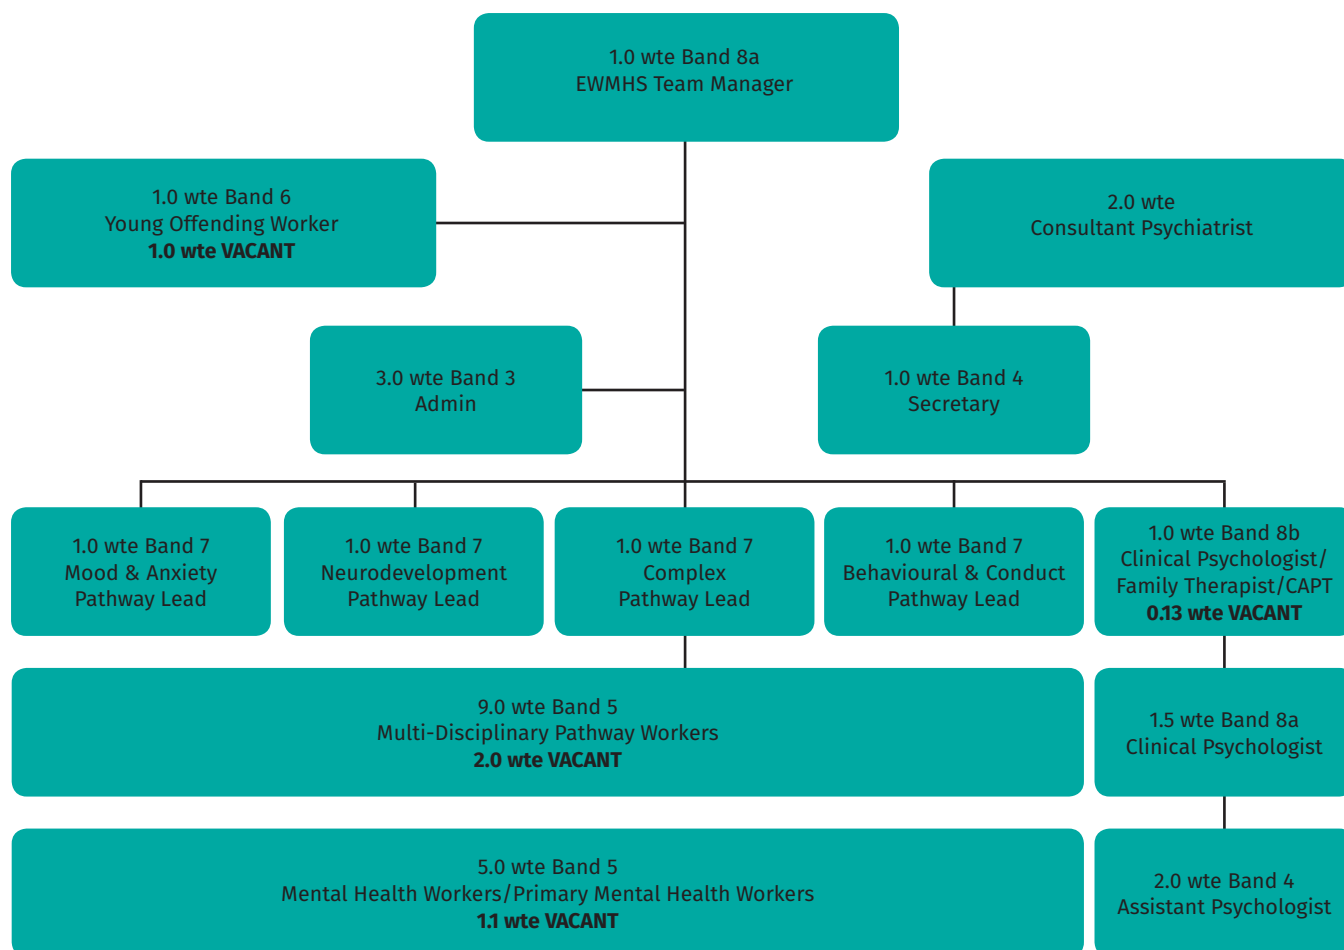 1.0 wte Band 8a
EWMHS Team Manager
1.0 wte Band 6
Young Offending Worker
1.0 wte VACANT
2.0 wte
Consultant Psychiatrist
3.0 wte Band 3
Admin
1.0 wte Band 4
Secretary
1.0 wte Band 7
Mood & Anxiety
Pathway Lead
1.0 wte Band 7
Neurodevelopment
Pathway Lead
1.0 wte Band 7
Complex
Pathway Lead
1.0 wte Band 7
Behavioural & Conduct
Pathway Lead
1.0 wte Band 8b
Clinical Psychologist/
Family Therapist/CAPT
0.13 wte VACANT
9.0 wte Band 5
Multi-Disciplinary Pathway Workers
2.0 wte VACANT
1.5 wte Band 8a
Clinical Psychologist
5.0 wte Band 5
Mental Health Workers/Primary Mental Health Workers
1.1 wte VACANT
2.0 wte Band 4
Assistant Psychologist